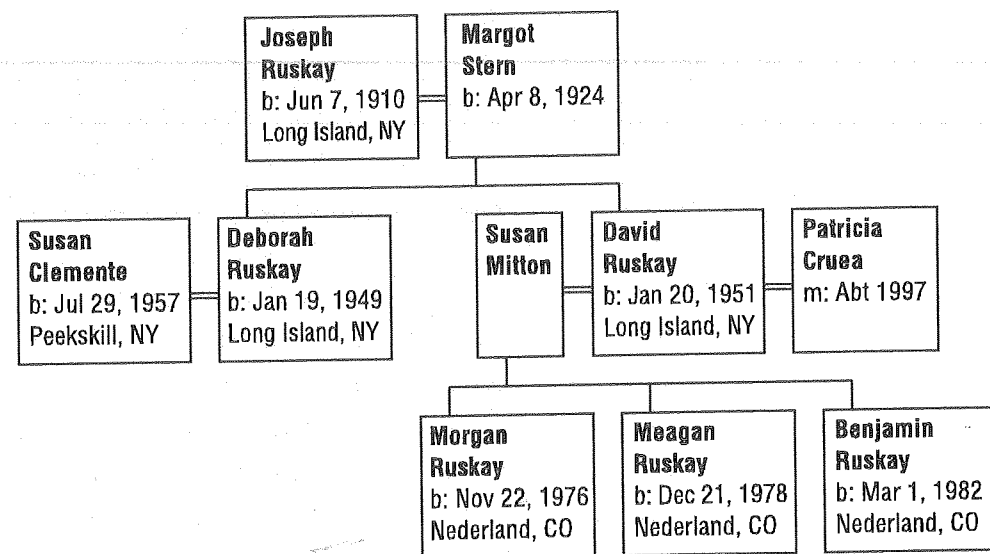 Joseph
Ruskay
b: Jun 7, 1910
Long Island, NY
Margot
Stern
b: Apr 8, 1924
Susan
Clemente
b: Jul 29, 1957
Peekskill, NY
Deborah
Ruskay
b: Jan 19, 1949
Long Island, NY
Susan
Mitton
David
Ruskay
b: Jan 20, 1951
Long Island, NY
Patricia
Cruea
m: Abt 1997
Morgan
Ruskay
b: Nov 22, 1976
Nederland, CO
Meagan
Ruskay
b: Dec 21, 1978
Nederland, CO
Benjamin
Ruskay
b: Mar 1, 1982
Nederland, CO